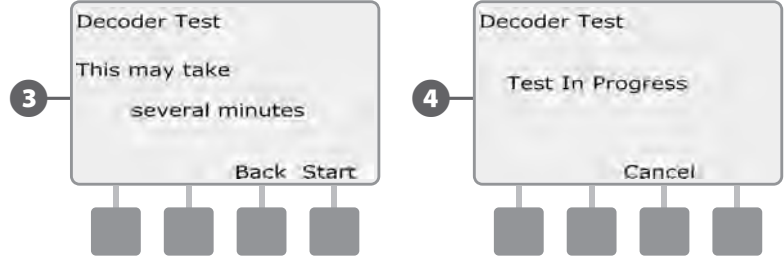 3
Decoder Test
This may take
several minutes
Back Start
4
Decoder Test
Test In Progress
Cancel